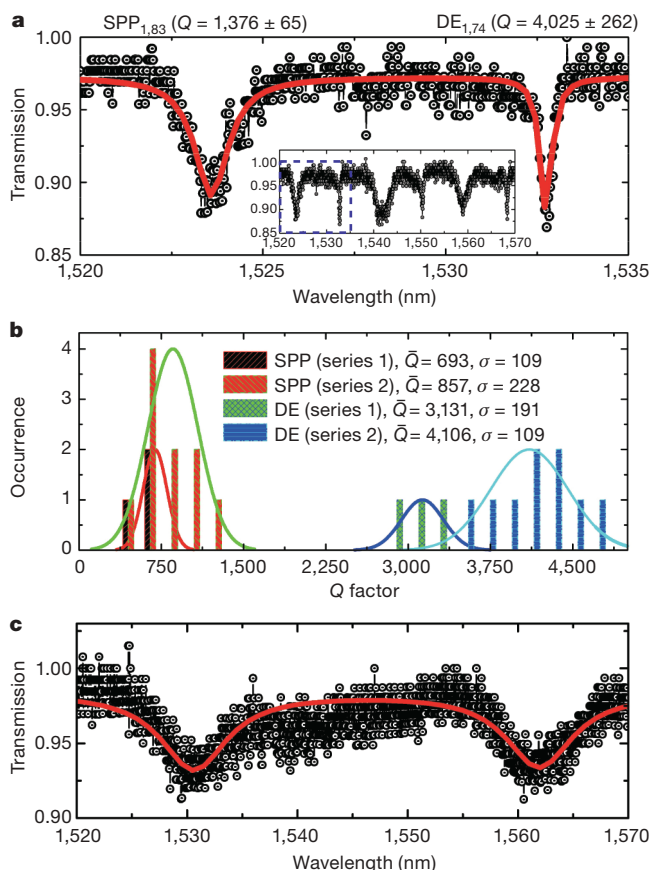 a SPP1,83 (Q = 1,376 ± 65) DE1,74 (Q = 4,025 ± 262)
1.00
0.95
0.90
0.85
Transmission
1.00
0.95
0.90
0.85
1,520 1,530 1,540 1,550 1,560 1,570
1,520 1,525 1,530 1,535
Wavelength (nm)
b
4
3
2
1
0
Occurrence
SPP (series 1), Q̄ = 693, σ = 109
SPP (series 2), Q̄ = 857, σ = 228
DE (series 1), Q̄ = 3,131, σ = 191
DE (series 2), Q̄ = 4,106, σ = 109
0 750 1,500 2,250 3,000 3,750 4,500
Q factor
c
1.00
0.95
0.90
Transmission
1,520 1,530 1,540 1,550 1,560 1,570
Wavelength (nm)